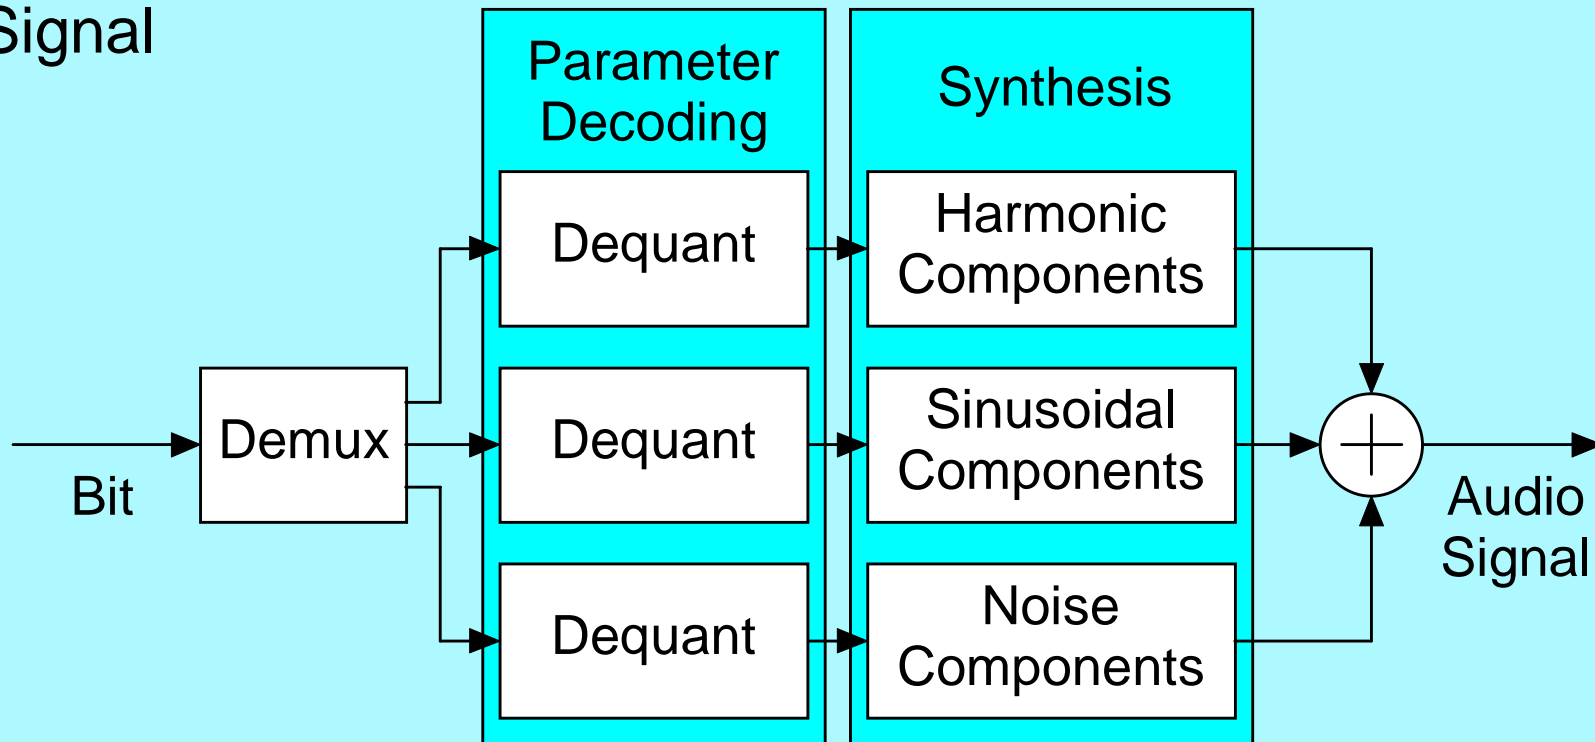 Signal
Parameter
Decoding
Synthesis
Dequant
Harmonic
Components
Demux
Dequant
Sinusoidal
Components
Bit
Audio
Signal
Dequant
Noise
Components